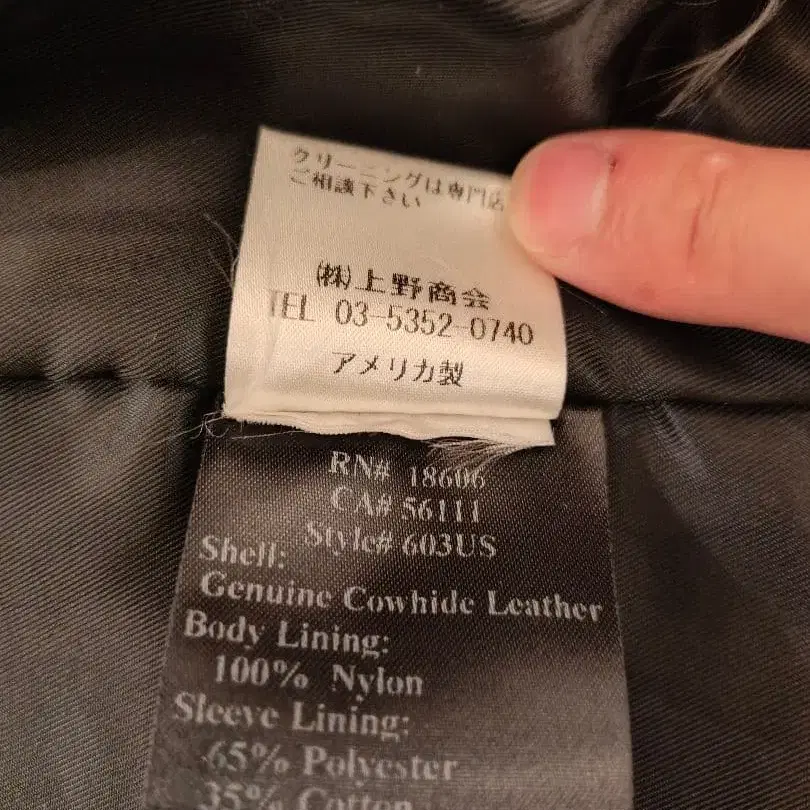 クリーニングは専門店
ご相談下さい
㈱上野商会
TEL 03-5352-0740
アメリカ製
RN# 18606
CA# 56111
Style# 603US
Shell:
Genuine Cowhide Leather
Body Lining:
100% Nylon
Sleeve Lining:
65% Polyester
35% Cotton